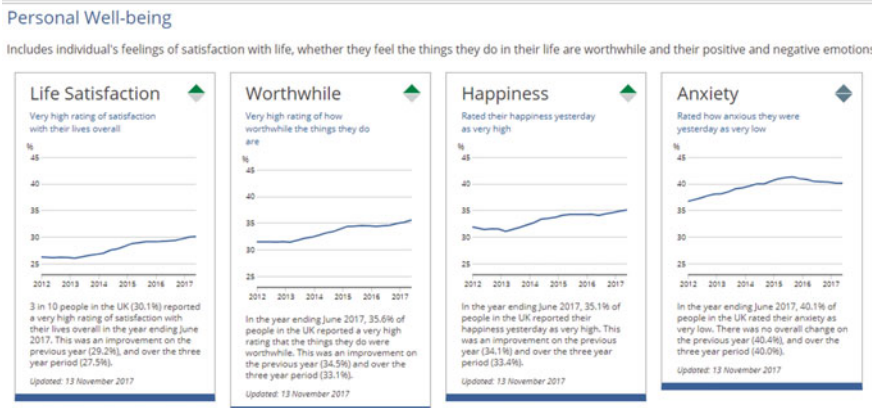 Personal Well-being
Includes individual's feelings of satisfaction with life, whether they feel the things they do in their life are worthwhile and their positive and negative emotions
Life Satisfaction
Very high rating of satisfaction
with their lives overall
%
45
40
35
30
25
2012 2013 2014 2015 2016 2017
3 in 10 people in the UK (30.1%) reported
a very high rating of satisfaction with
their lives overall in the year ending June
2017. This was an improvement on the
previous year (29.2%), and over the three
year period (27.5%).
Updated: 13 November 2017
Worthwhile
Very high rating of how
worthwhile the things they do
are
%
45
40
35
30
25
2012 2013 2014 2015 2016 2017
In the year ending June 2017, 35.6% of
people in the UK reported a very high
rating that the things they do were
worthwhile. This was an improvement on
the previous year (34.5%) and over the
three year period (33.1%).
Updated: 13 November 2017
Happiness
Rated their happiness yesterday
as very high
%
45
40
35
30
25
2012 2013 2014 2015 2016 2017
In the year ending June 2017, 35.1% of
people in the UK reported their
happiness yesterday as very high. This
was an improvement on the previous
year (34.1%) and over the three year
period (33.4%).
Updated: 13 November 2017
Anxiety
Rated how anxious they were
yesterday as very low
%
45
40
35
30
25
2012 2013 2014 2015 2016 2017
In the year ending June 2017, 40.1% of
people in the UK rated their anxiety as
very low. There was no overall change on
the previous year (40.4%), and over the
three year period (40.0%).
Updated: 13 November 2017